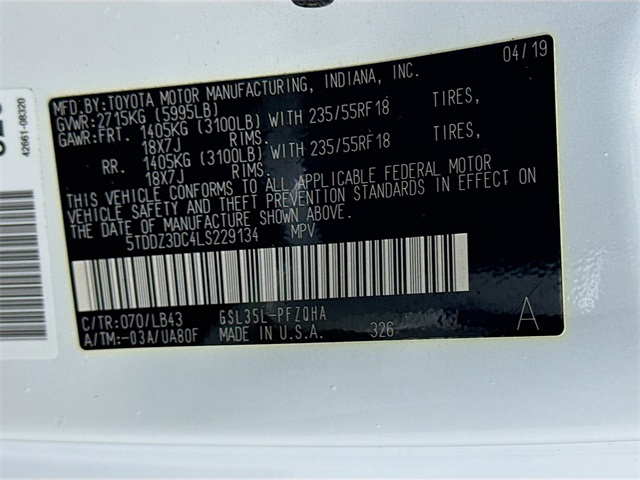 04/19
MFD.BY:TOYOTA MOTOR MANUFACTURING, INDIANA, INC.
GVWR:2715KG (5995LB)
GAWR:FRT. 1405KG (3100LB) WITH 235/55RF18 TIRES,
18X7J RIMS.
RR. 1405KG (3100LB) WITH 235/55RF18 TIRES,
18X7J RIMS.
THIS VEHICLE CONFORMS TO ALL APPLICABLE FEDERAL MOTOR
VEHICLE SAFETY AND THEFT PREVENTION STANDARDS IN EFFECT ON
THE DATE OF MANUFACTURE SHOWN ABOVE.
5TDDZ3DC4LS229134 MPV
C/TR:070/LB43 GSL35L-PFZQHA
A/TM:-03A/UA80F MADE IN U.S.A. 326
A
42661-08320